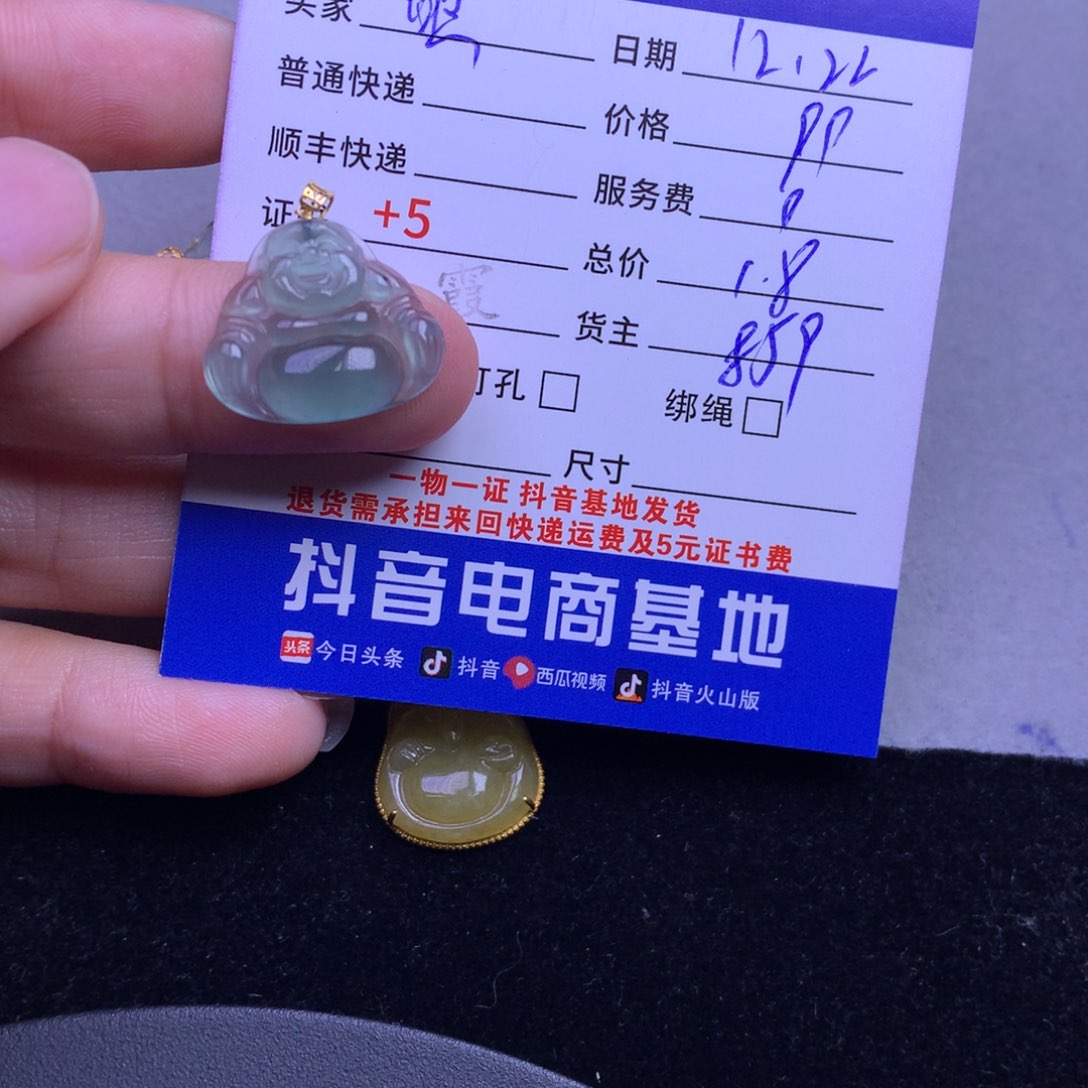 买家 日期 12.22
普通快递 价格
顺丰快递 服务费
证 +5 总价 1.8
霞 货主 859
打孔 绑绳
尺寸
一物一证 抖音基地发货
退货需承担来回快递运费及5元证书费
抖音电商基地
头条 今日头条 抖音 西瓜视频 抖音火山版